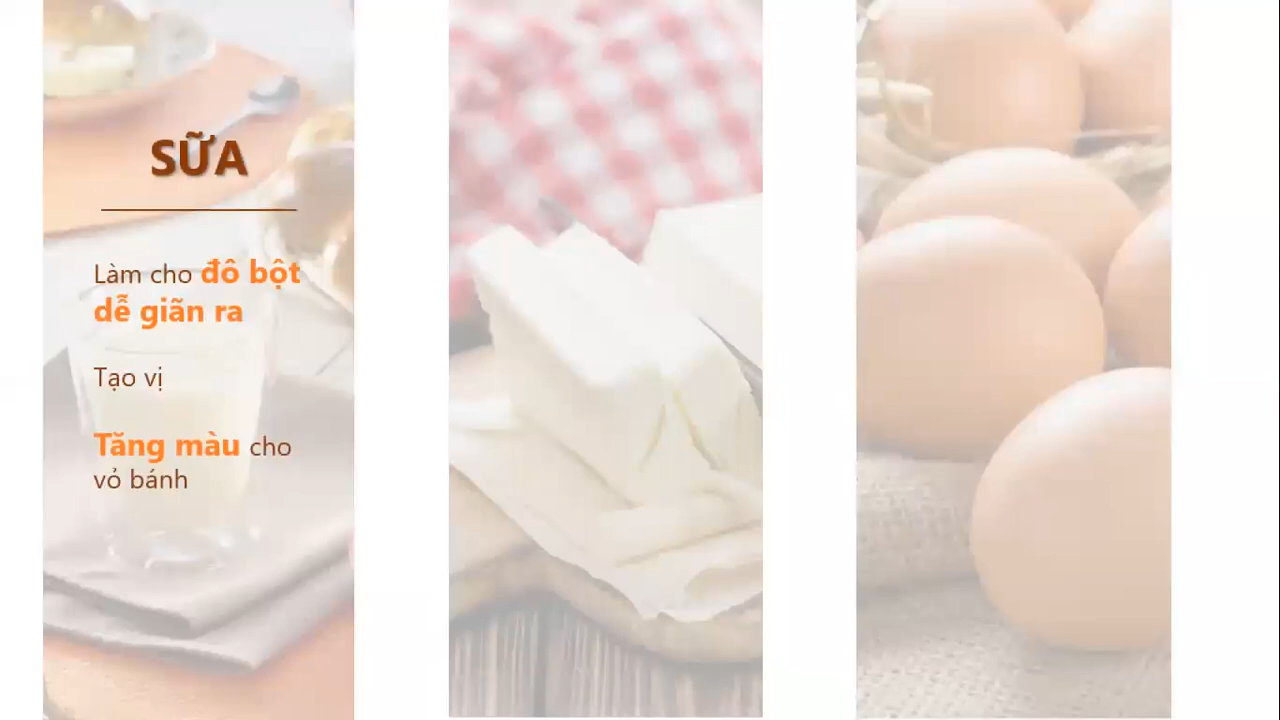 SỮA
Làm cho đô bột
dễ giãn ra
Tạo vị
Tăng màu cho
vỏ bánh